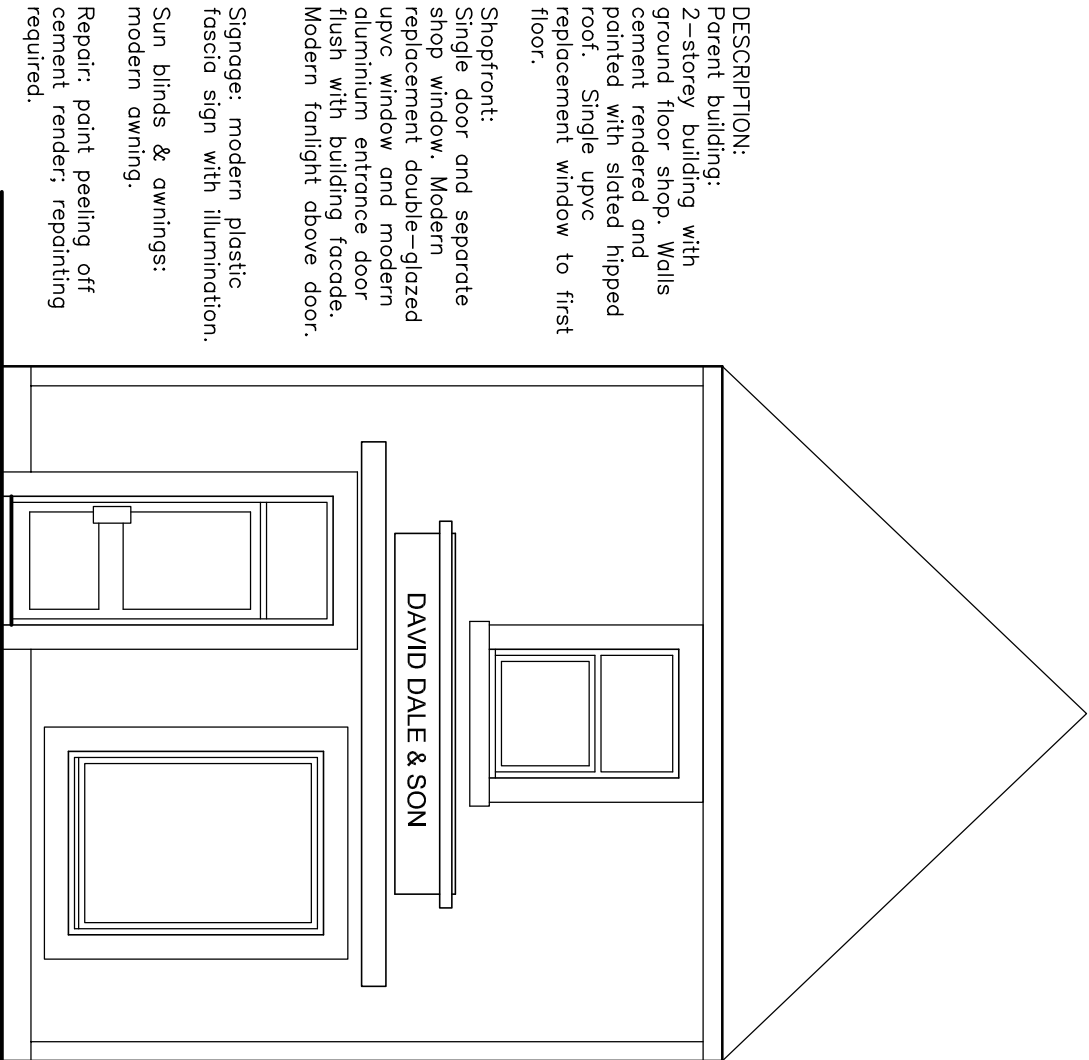 DESCRIPTION:
Parent building:
2-storey building with
ground floor shop. Walls
cement rendered and
painted with slated hipped
roof. Single upvc
replacement window to first
floor.
Shopfront:
Single door and separate
shop window. Modern
replacement double-glazed
upvc window and modern
aluminium entrance door
flush with building facade.
Modern fanlight above door.
Signage: modern plastic
fascia sign with illumination.
Sun blinds & awnings:
modern awning.
Repair: paint peeling off
cement render; repainting
required.
DAVID DALE & SON